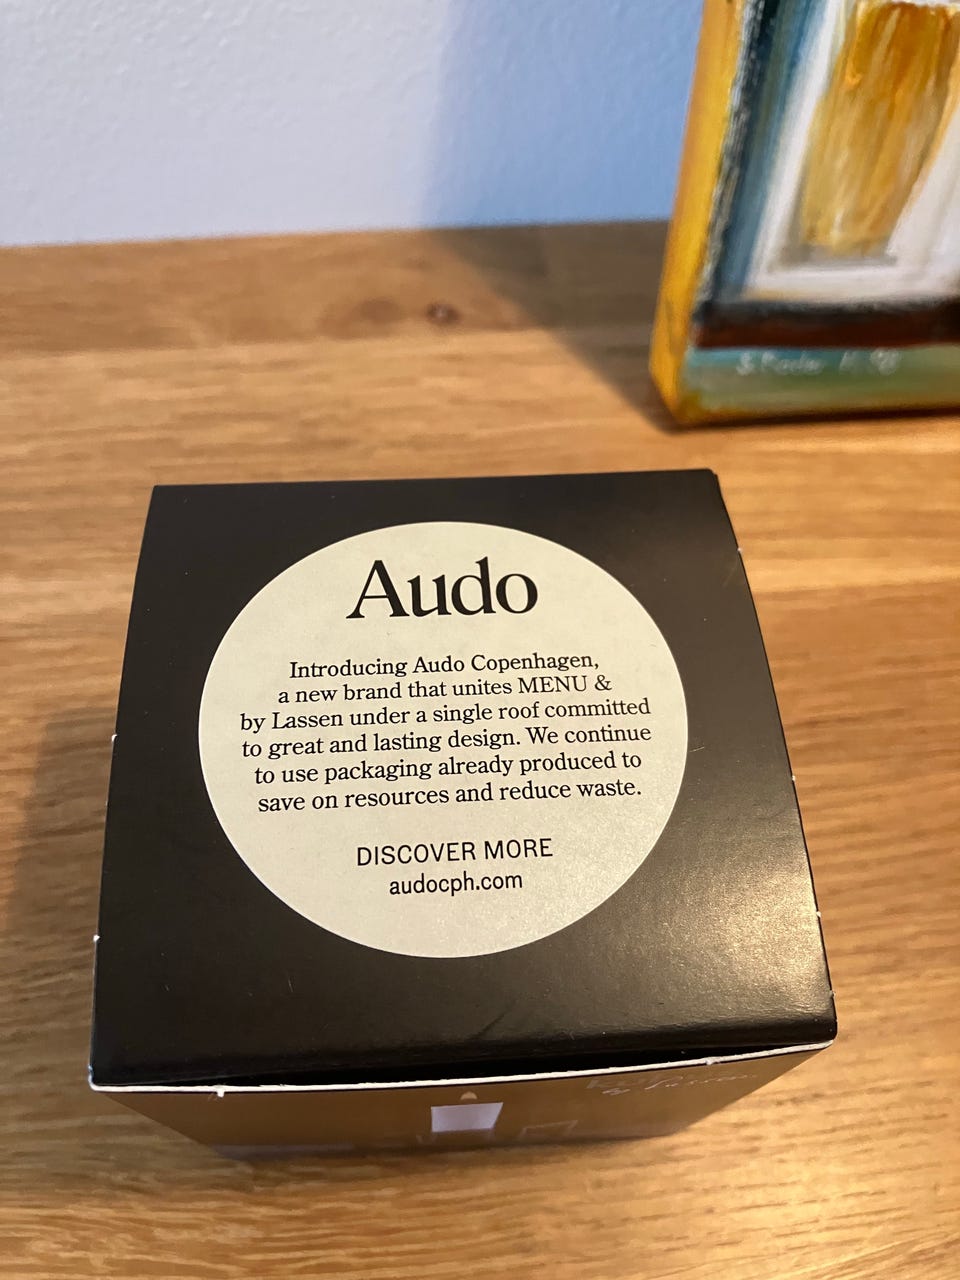 Audo
Introducing Audo Copenhagen,
a new brand that unites MENU &
by Lassen under a single roof committed
to great and lasting design. We continue
to use packaging already produced to
save on resources and reduce waste.
DISCOVER MORE
audocph.com